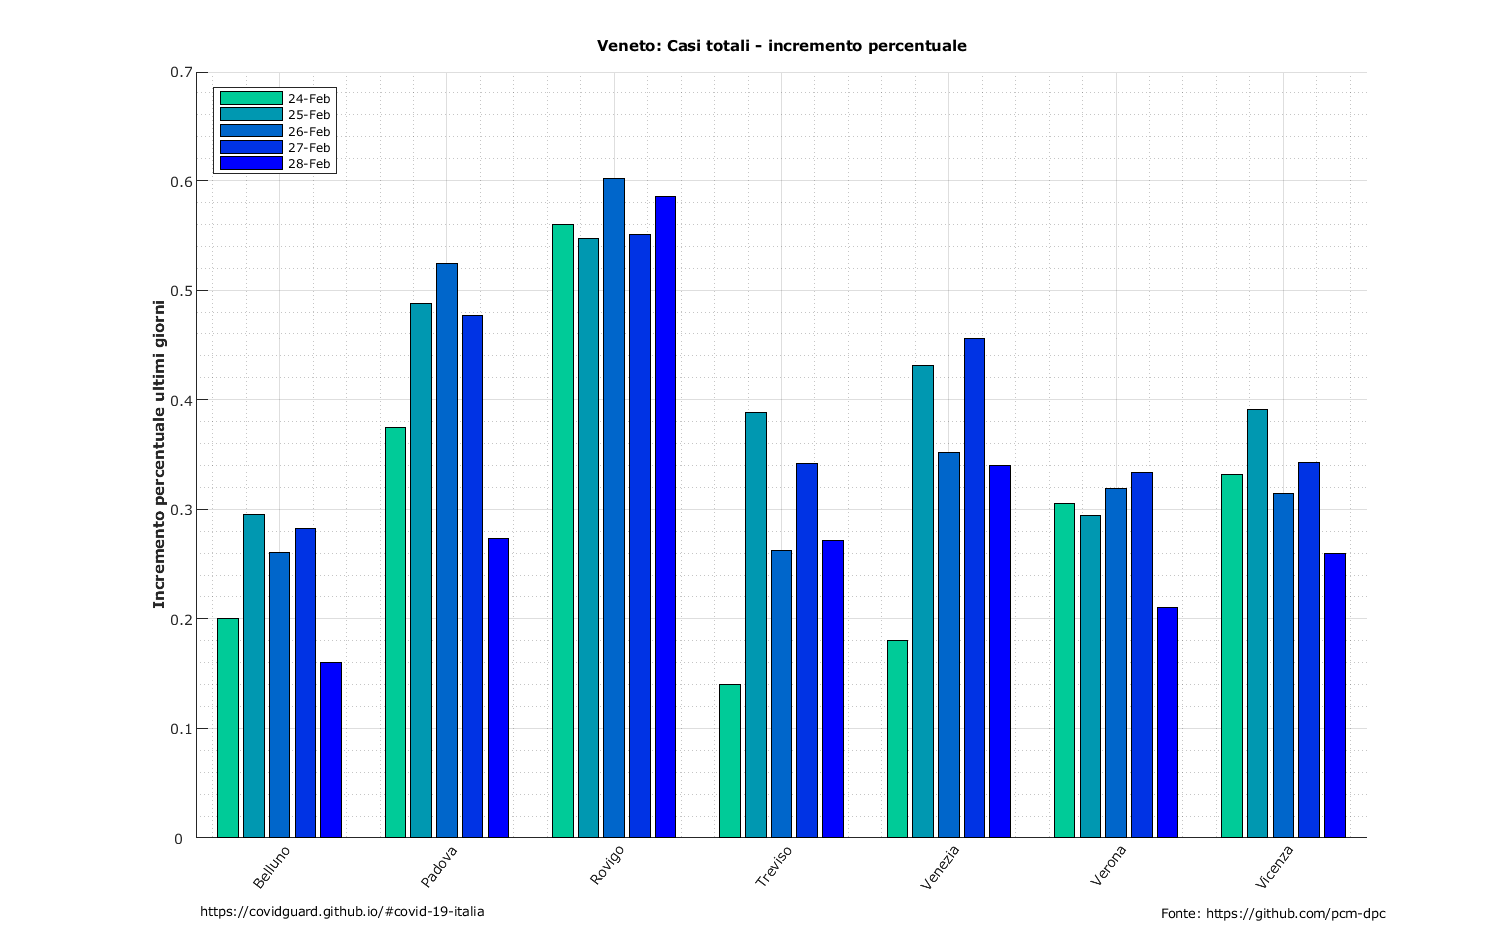 Veneto: Casi totali - incremento percentuale
24-Feb
25-Feb
26-Feb
27-Feb
28-Feb
Incremento percentuale ultimi giorni
0.7
0.6
0.5
0.4
0.3
0.2
0.1
0
Belluno
Padova
Rovigo
Treviso
Venezia
Verona
Vicenza
https://covidguard.github.io/#covid-19-italia
Fonte: https://github.com/pcm-dpc